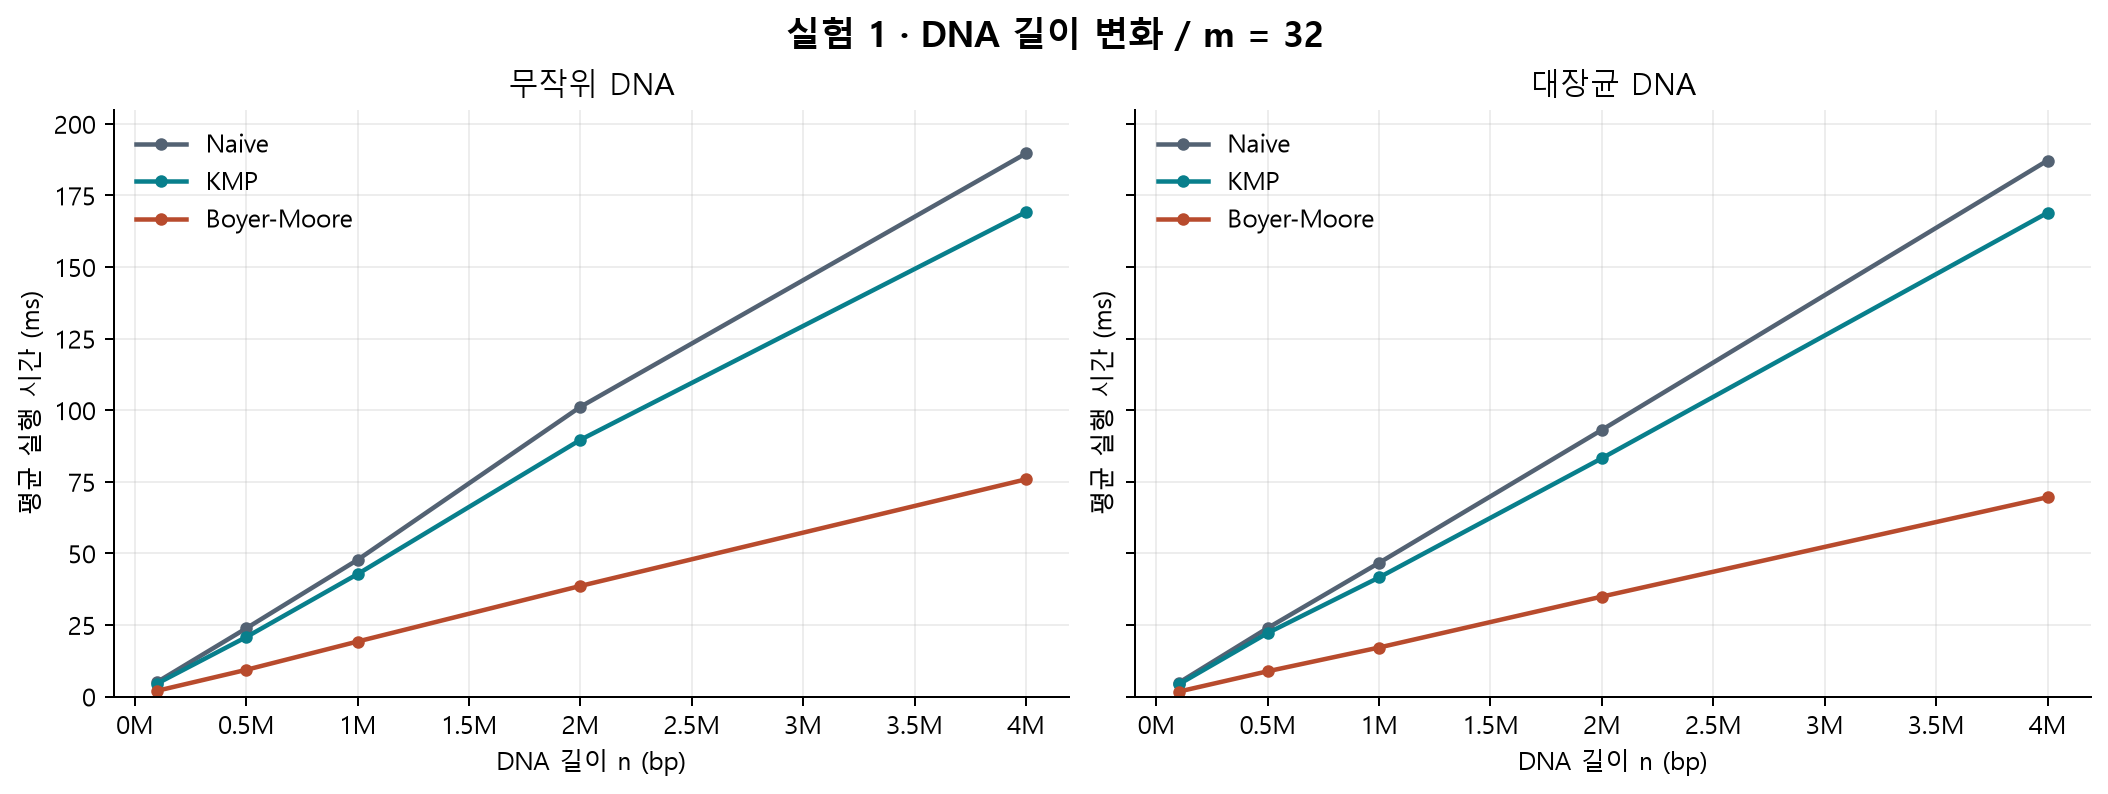 실험 1 · DNA 길이 변화 / m = 32
무작위 DNA
Naive
KMP
Boyer-Moore
평균 실행 시간 (ms)
200
175
150
125
100
75
50
25
0
0M 0.5M 1M 1.5M 2M 2.5M 3M 3.5M 4M
DNA 길이 n (bp)
대장균 DNA
Naive
KMP
Boyer-Moore
평균 실행 시간 (ms)
0M 0.5M 1M 1.5M 2M 2.5M 3M 3.5M 4M
DNA 길이 n (bp)